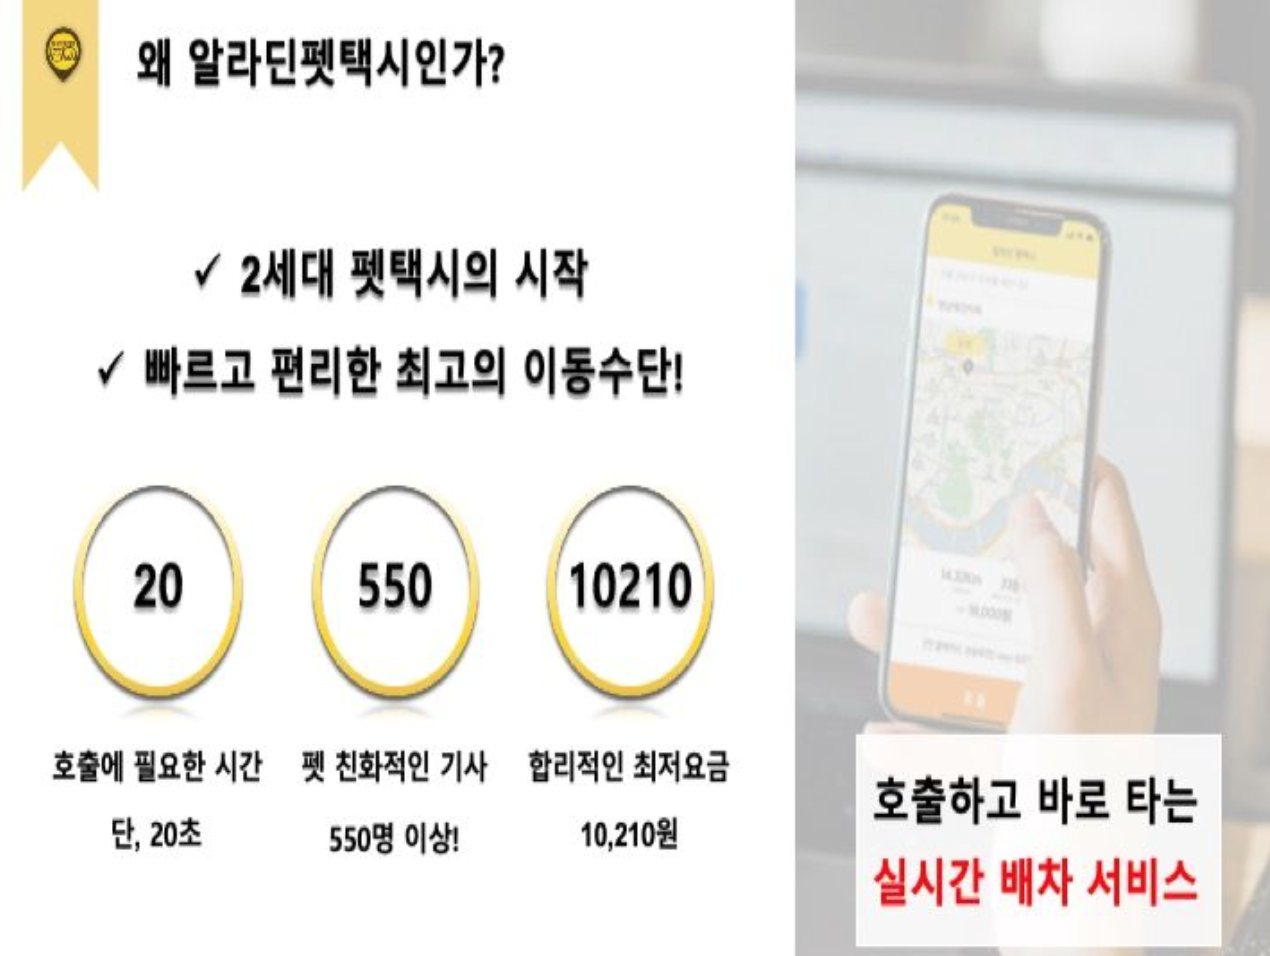 왜 알라딘펫택시인가?
✓ 2세대 펫택시의 시작
✓ 빠르고 편리한 최고의 이동수단!
20
550
10210
호출에 필요한 시간
단, 20초
펫 친화적인 기사
550명 이상!
합리적인 최저요금
10,210원
호출하고 바로 타는
실시간 배차 서비스